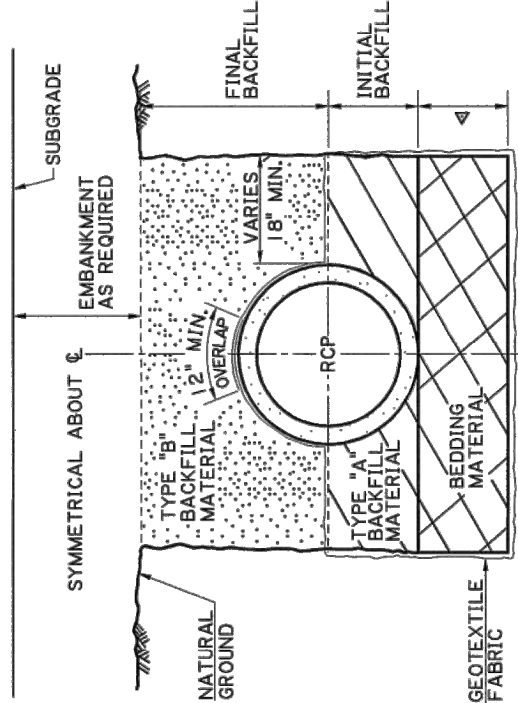 SUBGRADE
SYMMETRICAL ABOUT ℄
EMBANKMENT
AS REQUIRED
NATURAL
GROUND
TYPE "B"
BACKFILL
MATERIAL
12" MIN.
OVERLAP
VARIES
18" MIN.
FINAL
BACKFILL
RCP
TYPE "A"
BACKFILL
MATERIAL
INITIAL
BACKFILL
BEDDING
MATERIAL
GEOTEXTILE
FABRIC